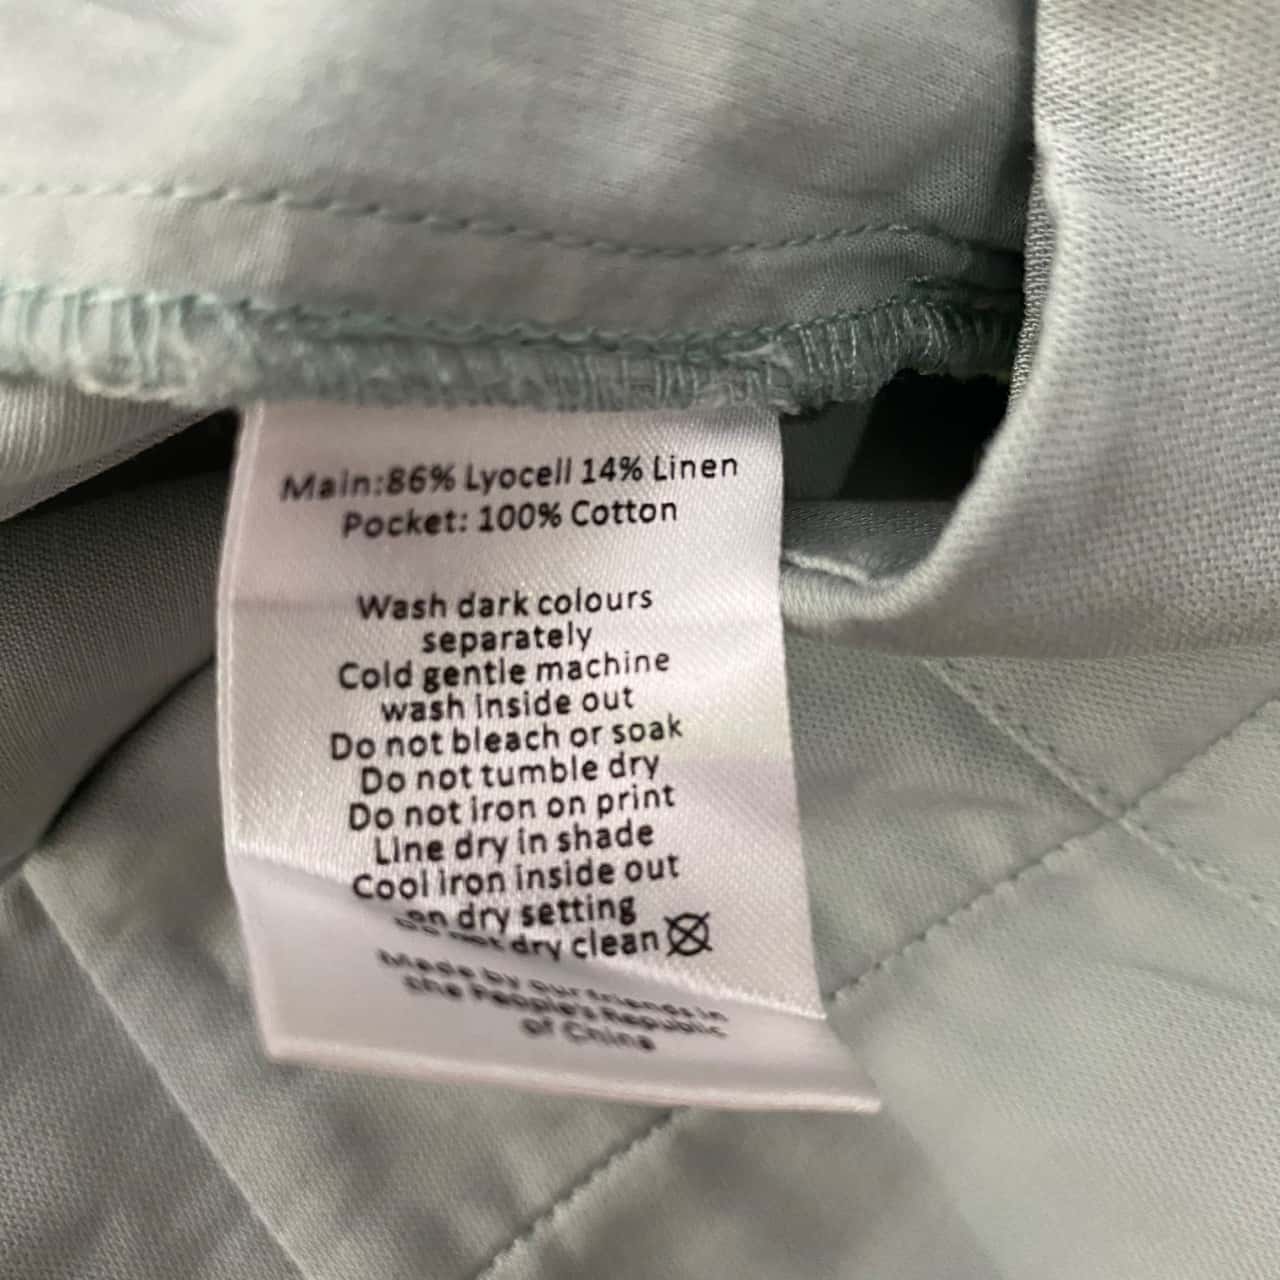 Main:86% Lyocell 14% Linen
Pocket: 100% Cotton
Wash dark colours
separately
Cold gentle machine
wash inside out
Do not bleach or soak
Do not tumble dry
Do not iron on print
Line dry in shade
Cool iron inside out
on dry setting
Do not dry clean
Made by our friends in
the People's Republic
of China